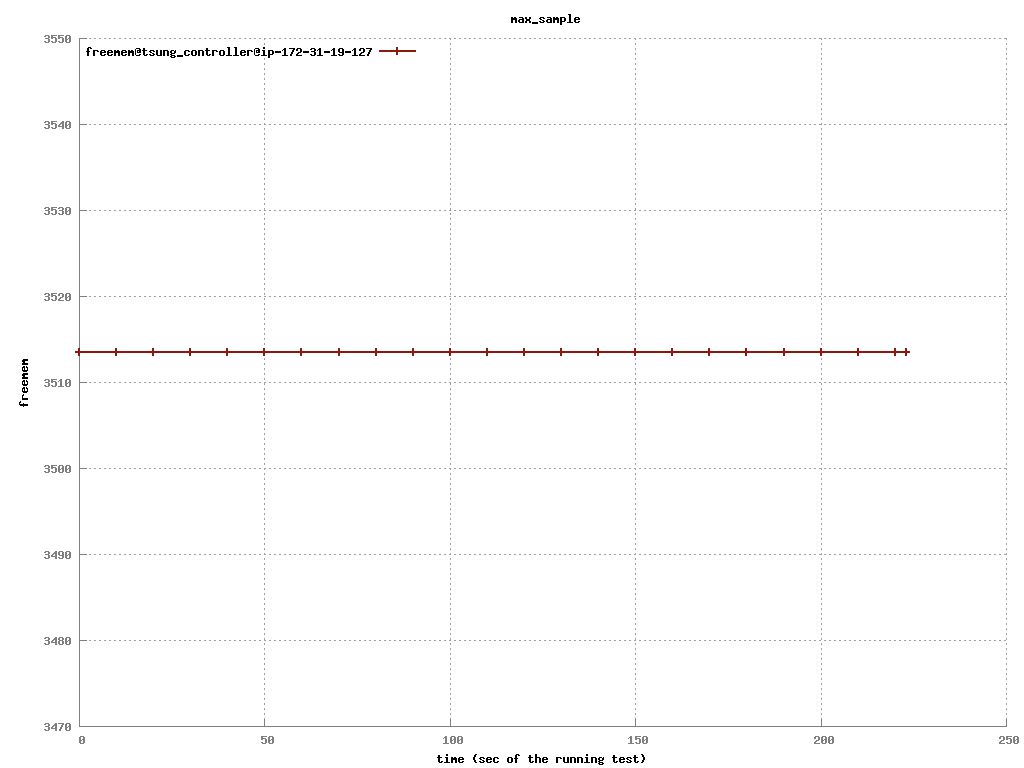 max_sample
freemem@tsung_controller@ip-172-31-19-127
3550
3540
3530
3520
3510
3500
3490
3480
3470
freemem
0 50 100 150 200 250
time (sec of the running test)